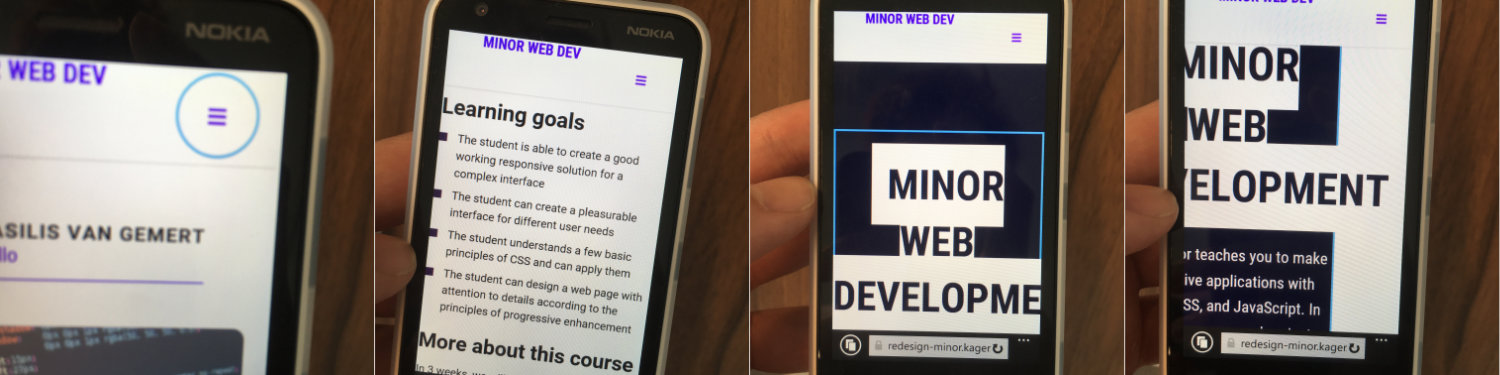 NOKIA
WEB DEV
ASILIS VAN GEMERT
llo
NOKIA
MINOR WEB DEV
Learning goals
The student is able to create a good
working responsive solution for a
complex interface
The student can create a pleasurable
interface for different user needs
The student understands a few basic
principles of CSS and can apply them
The student can design a web page with
attention to details according to the
principles of progressive enhancement
More about this course
In 3 weeks
MINOR WEB DEV
MINOR
WEB
DEVELOPME
redesign-minor.kager
MINOR WEB DEV
MINOR
WEB
VELOPMENT
or teaches you to make
ive applications with
SS, and JavaScript. In
redesign-minor.kager